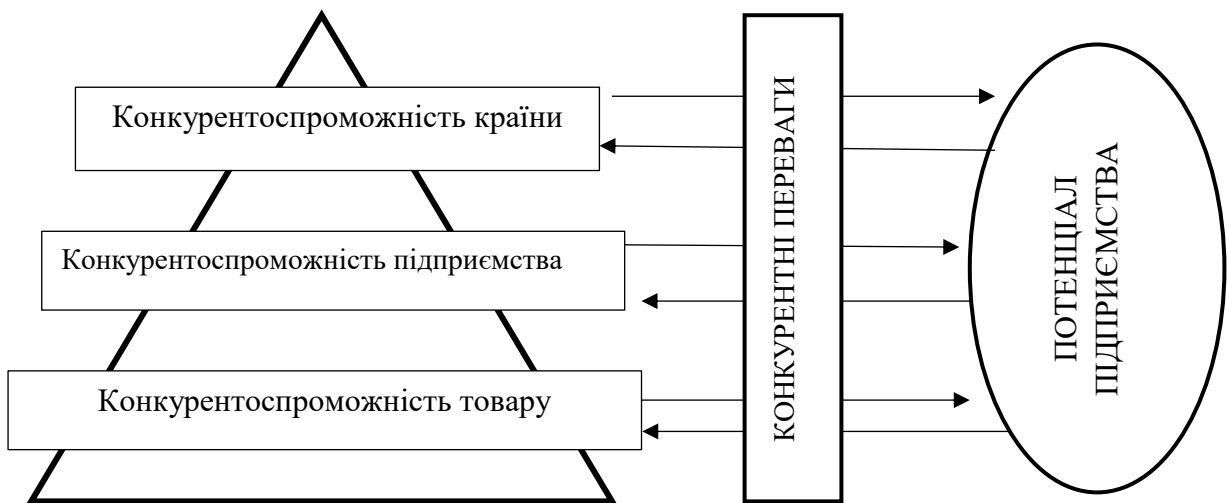 Конкурентоспроможність країни
Конкурентоспроможність підприємства
Конкурентоспроможність товару
КОНКУРЕНТНІ ПЕРЕВАГИ
ПОТЕНЦІАЛ
ПІДПРИЄМСТВА